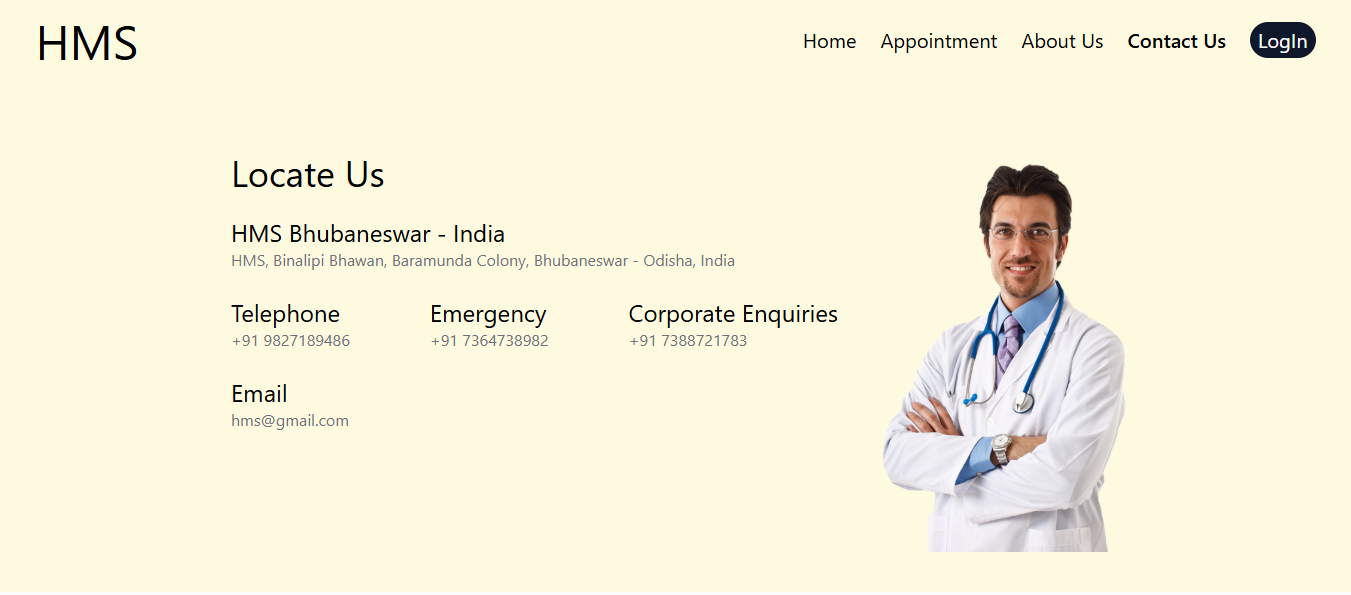 HMS
Home Appointment About Us Contact Us LogIn
Locate Us
HMS Bhubaneswar - India
HMS, Binalipi Bhawan, Baramunda Colony, Bhubaneswar - Odisha, India
Telephone Emergency Corporate Enquiries
+91 9827189486 +91 7364738982 +91 7388721783
Email
hms@gmail.com